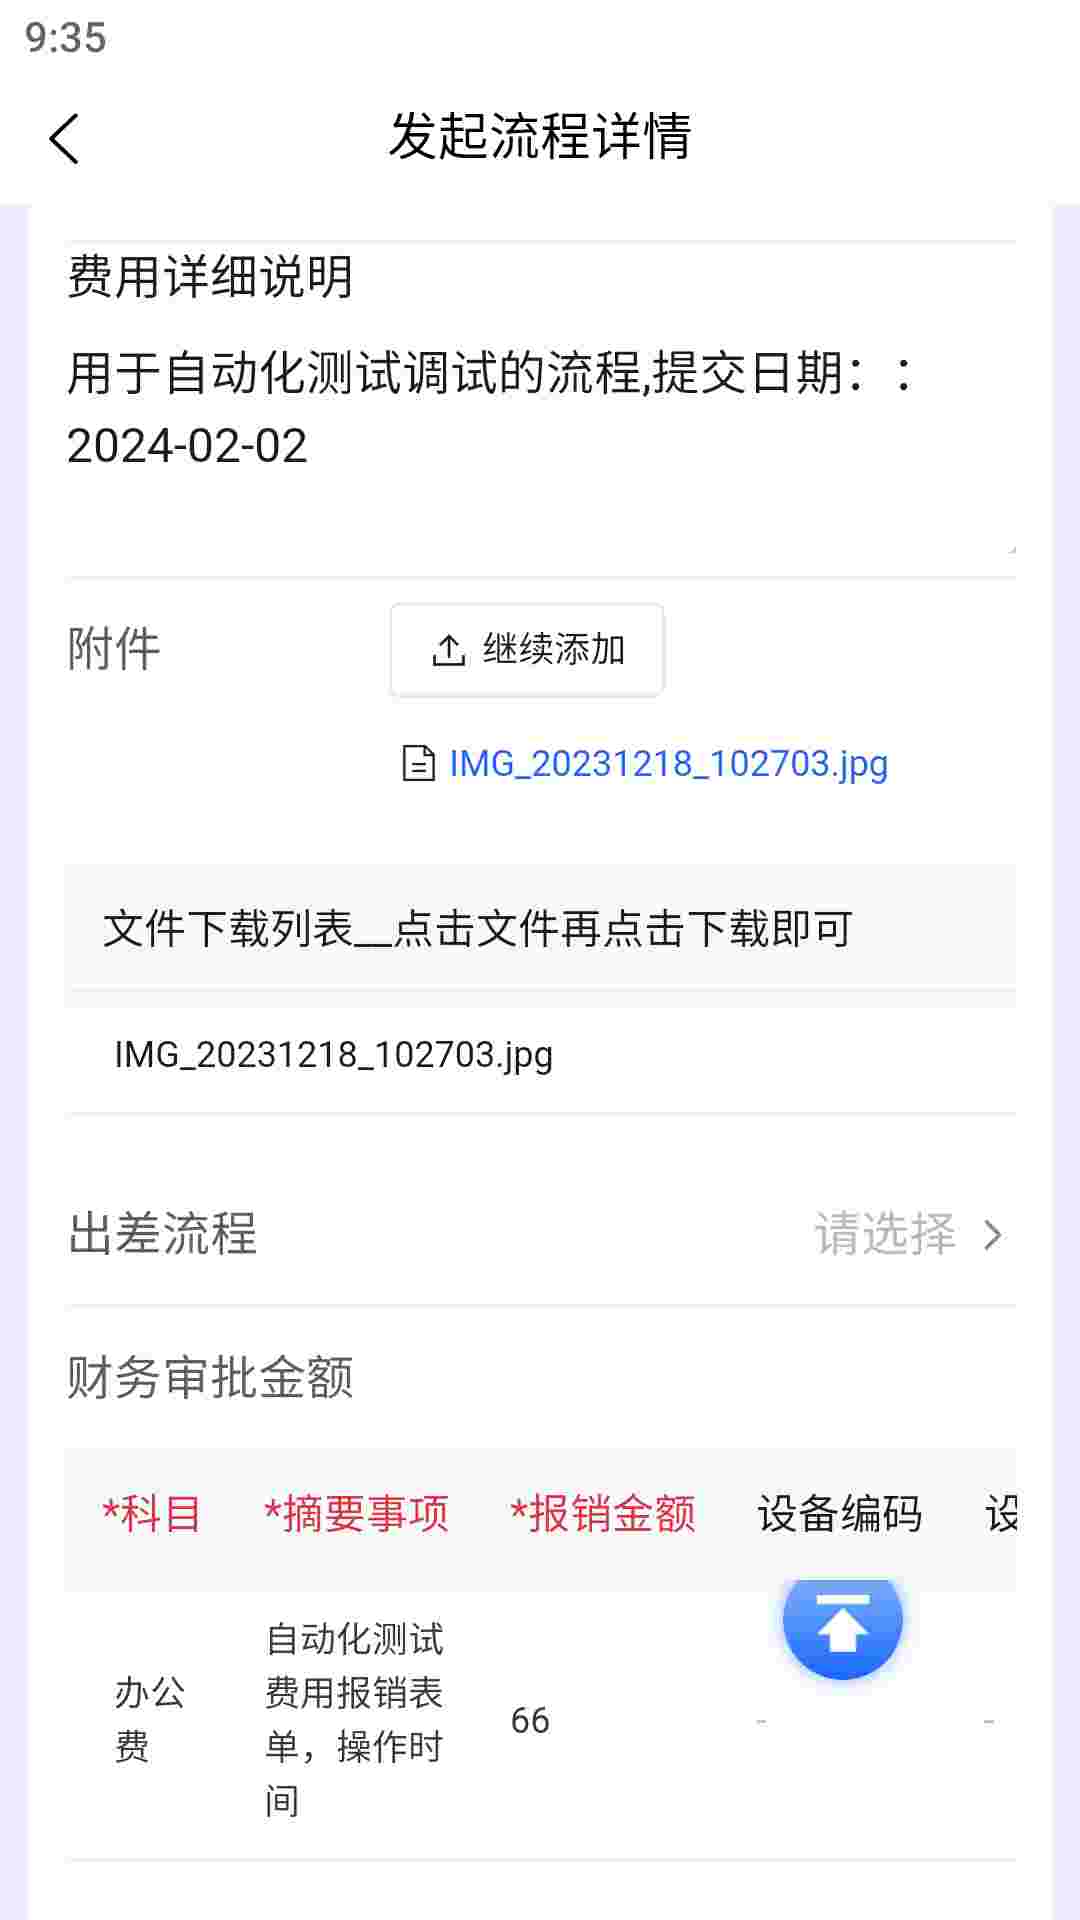 9:35
发起流程详情
费用详细说明
用于自动化测试调试的流程,提交日期：:
2024-02-02
附件
继续添加
IMG_20231218_102703.jpg
文件下载列表__点击文件再点击下载即可
IMG_20231218_102703.jpg
出差流程 请选择
财务审批金额
*科目 *摘要事项 *报销金额 设备编码 设
办公
费
自动化测试
费用报销表
单，操作时
间
66
-
-